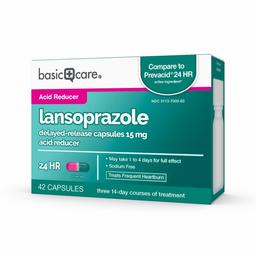 basic care®
Compare to
Prevacid® 24 HR
active ingredient*
Acid Reducer
lansoprazole
delayed-release capsules 15 mg
acid reducer
24 HR
• May take 1 to 4 days for full effect
• Sodium Free
Treats Frequent Heartburn
42 CAPSULES
three 14-day courses of treatment